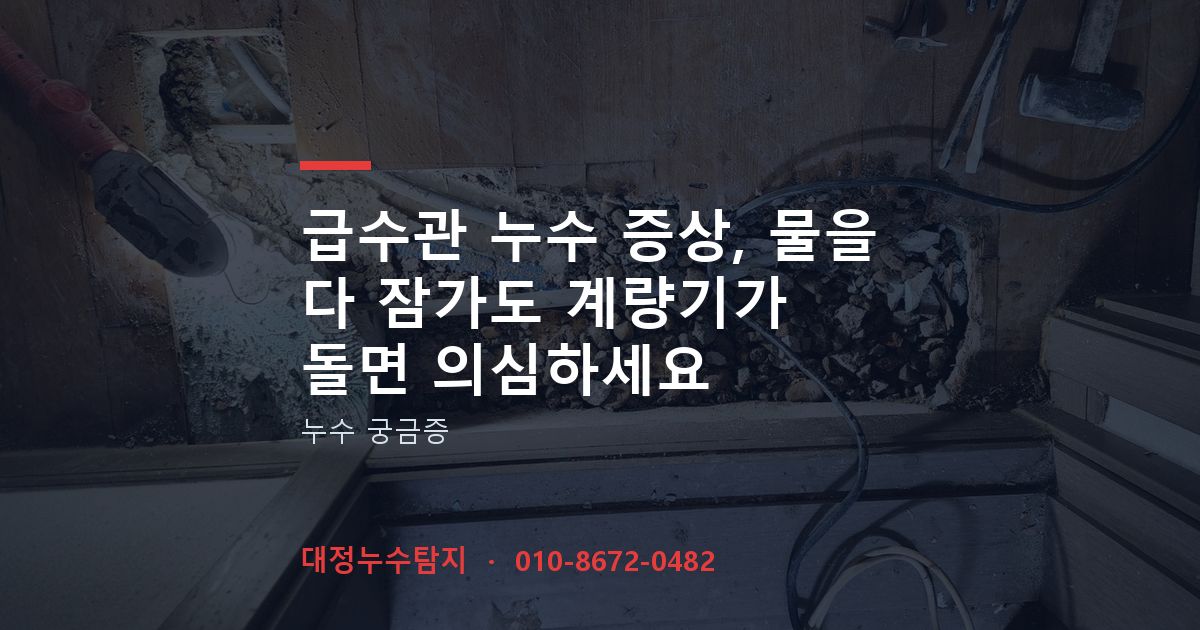 급수관 누수 증상, 물을
다 잠가도 계량기가
돌면 의심하세요
누수 궁금증
대정누수탐지 · 010-8672-0482